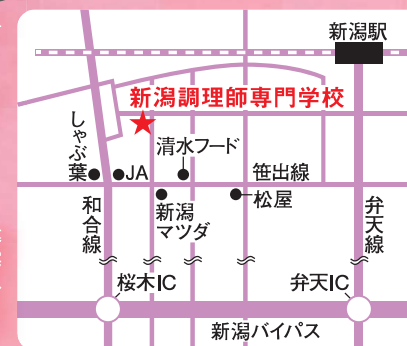 新潟駅
新潟調理師専門学校
しゃぶ葉
JA
清水フード
笹出線
松屋
新潟
マツダ
和合線
弁天線
桜木IC
弁天IC
新潟バイパス